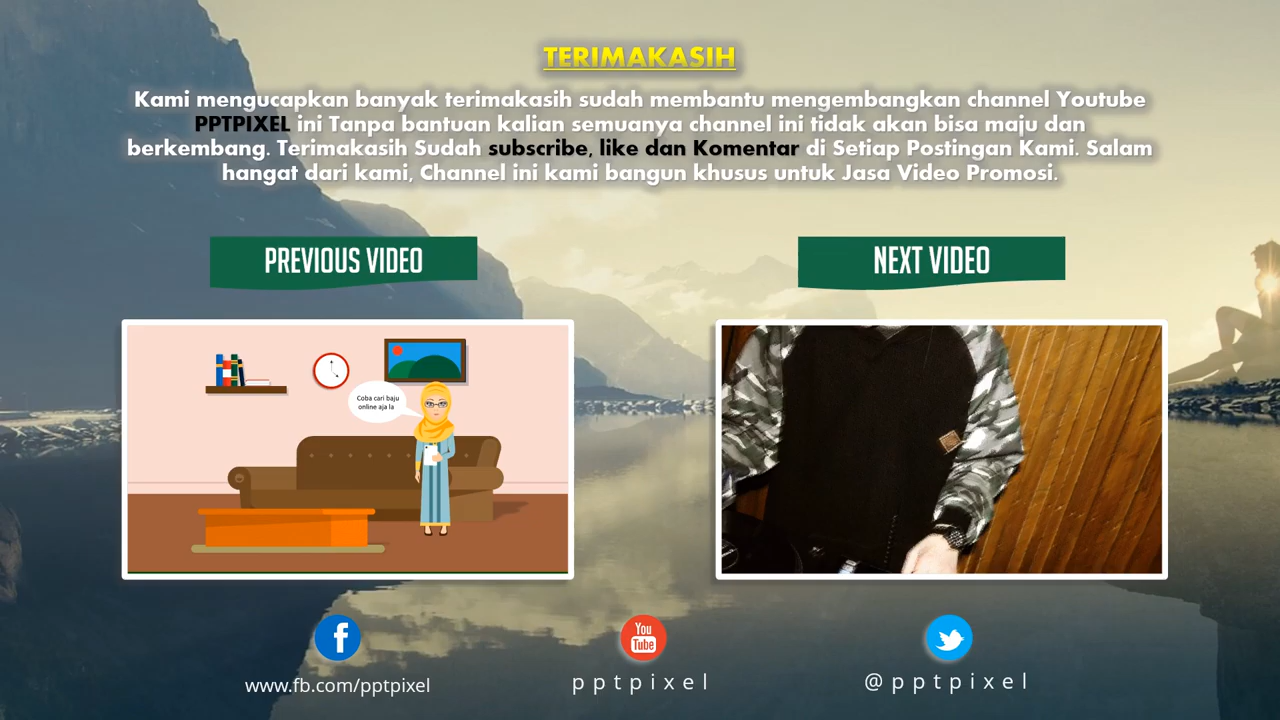 TERIMAKASIH
Kami mengucapkan banyak terimakasih sudah membantu mengembangkan channel Youtube
PPTPIXEL ini Tanpa bantuan kalian semuanya channel ini tidak akan bisa maju dan
berkembang. Terimakasih Sudah subscribe, like dan Komentar di Setiap Postingan Kami. Salam
hangat dari kami, Channel ini kami bangun khusus untuk Jasa Video Promosi.
PREVIOUS VIDEO
NEXT VIDEO
Coba cari baju
online aja la
f
You
Tube
www.fb.com/pptpixel
pptpixel
@pptpixel